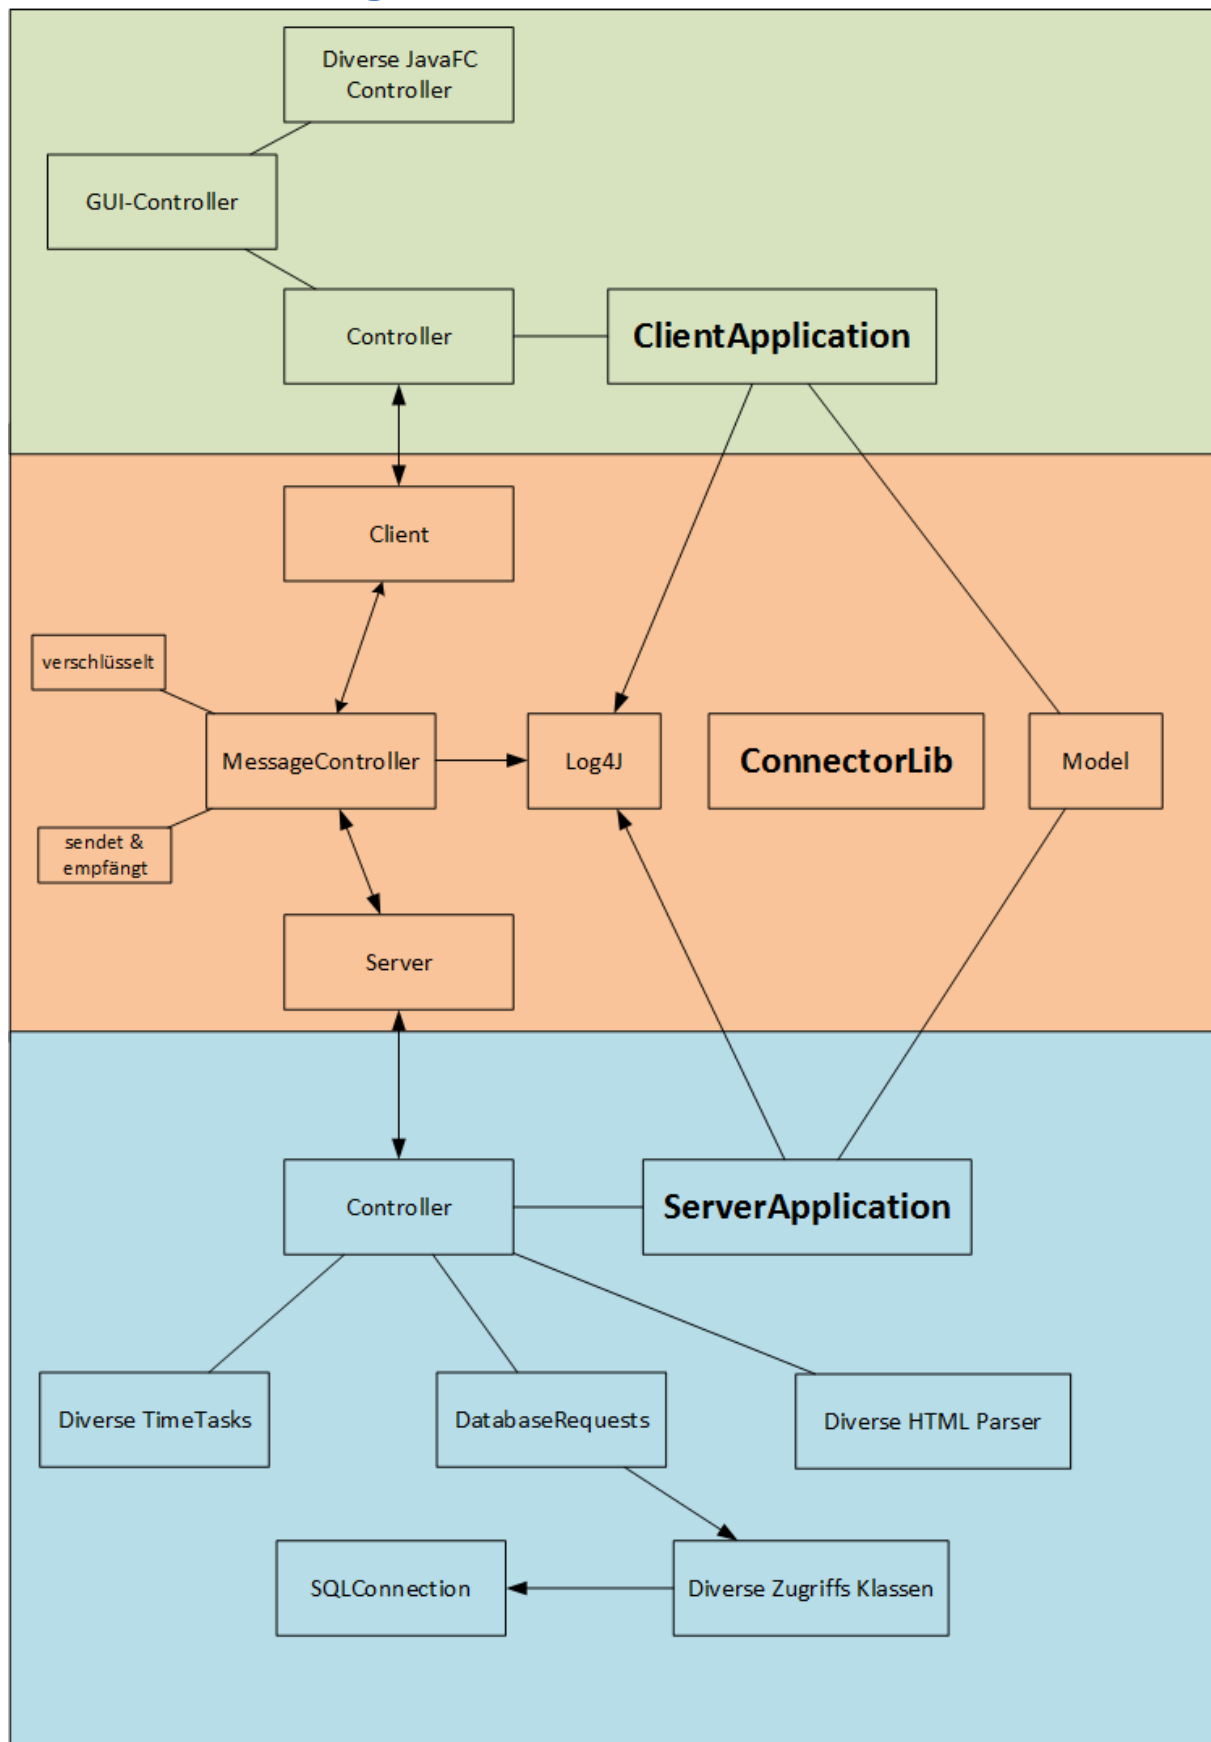 Diverse JavaFC
Controller
GUI-Controller
Controller
ClientApplication
Client
verschlüsselt
MessageController
Log4J
ConnectorLib
Model
sendet &
empfängt
Server
Controller
ServerApplication
Diverse TimeTasks
DatabaseRequests
Diverse HTML Parser
SQLConnection
Diverse Zugriffs Klassen